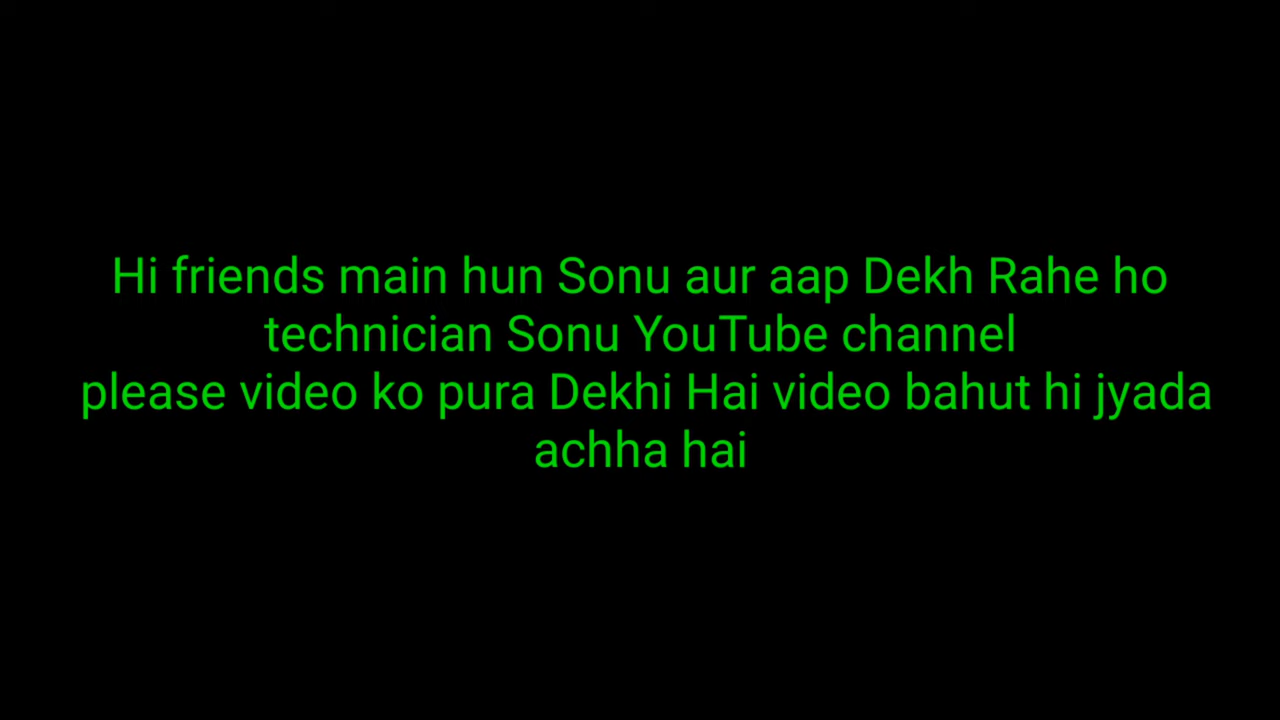 Hi friends main hun Sonu aur aap Dekh Rahe ho
technician Sonu YouTube channel
please video ko pura Dekhi Hai video bahut hi jyada
achha hai